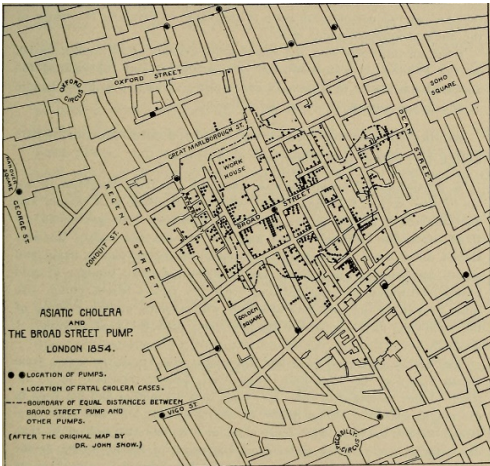 OXFORD STREET
OXFORD
CIRCUS
SOHO
SQUARE
GREAT MARLBOROUGH ST.
DEAN STREET
WORK
HOUSE
HANOVER
SQUARE
GEORGE ST.
REGENT STREET
CONDUIT ST.
BROAD STREET
GOLDEN
SQUARE
ASIATIC CHOLERA
AND
THE BROAD STREET PUMP.
LONDON 1854.
LOCATION OF PUMPS.
LOCATION OF FATAL CHOLERA CASES.
BOUNDARY OF EQUAL DISTANCES BETWEEN
BROAD STREET PUMP AND
OTHER PUMPS.
(AFTER THE ORIGINAL MAP BY
DR. JOHN SNOW.)
VIGO ST.
PICCADILLY
CIRCUS